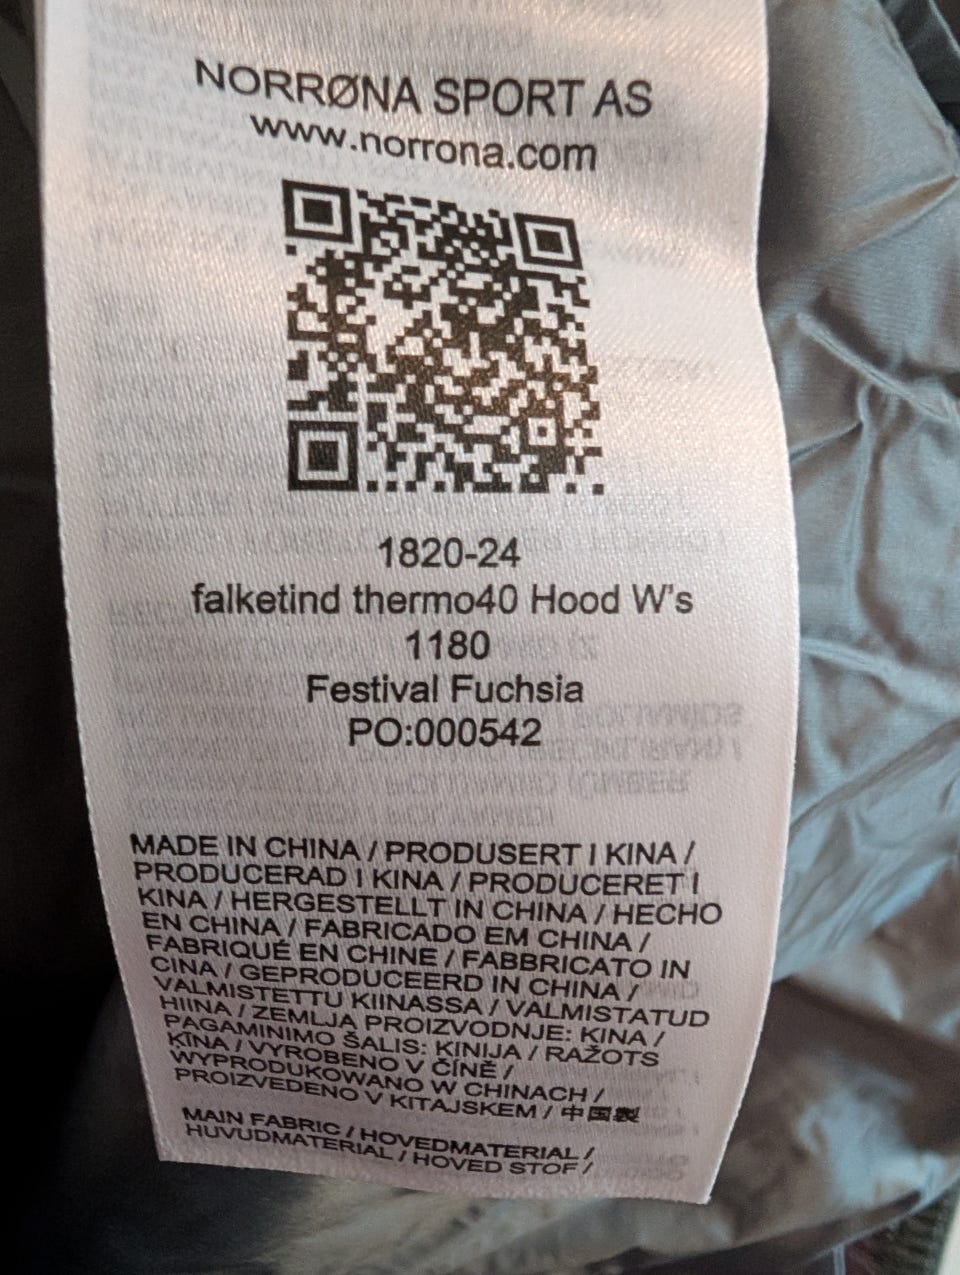 NORRØNA SPORT AS
www.norrona.com
1820-24
falketind thermo40 Hood W's
1180
Festival Fuchsia
PO:000542
MADE IN CHINA / PRODUSERT I KINA /
PRODUCERAD I KINA / PRODUCERET I
KINA / HERGESTELLT IN CHINA / HECHO
EN CHINA / FABRICADO EM CHINA /
FABRIQUÉ EN CHINE / FABBRICATO IN
CINA / GEPRODUCEERD IN CHINA /
VALMISTETTU KIINASSA / VALMISTATUD
HIINA / ZEMLJA PROIZVODNJE: KINA /
PAGAMINIMO ŠALIS: KINIJA / RAŽOTS
ĶĪNA / VYROBENO V ČÍNĚ /
WYPRODUKOWANO W CHINACH /
PROIZVEDENO V KITAJSKEM / 中国製
MAIN FABRIC / HOVEDMATERIAL /
HUVUDMATERIAL / HOVED STOF /